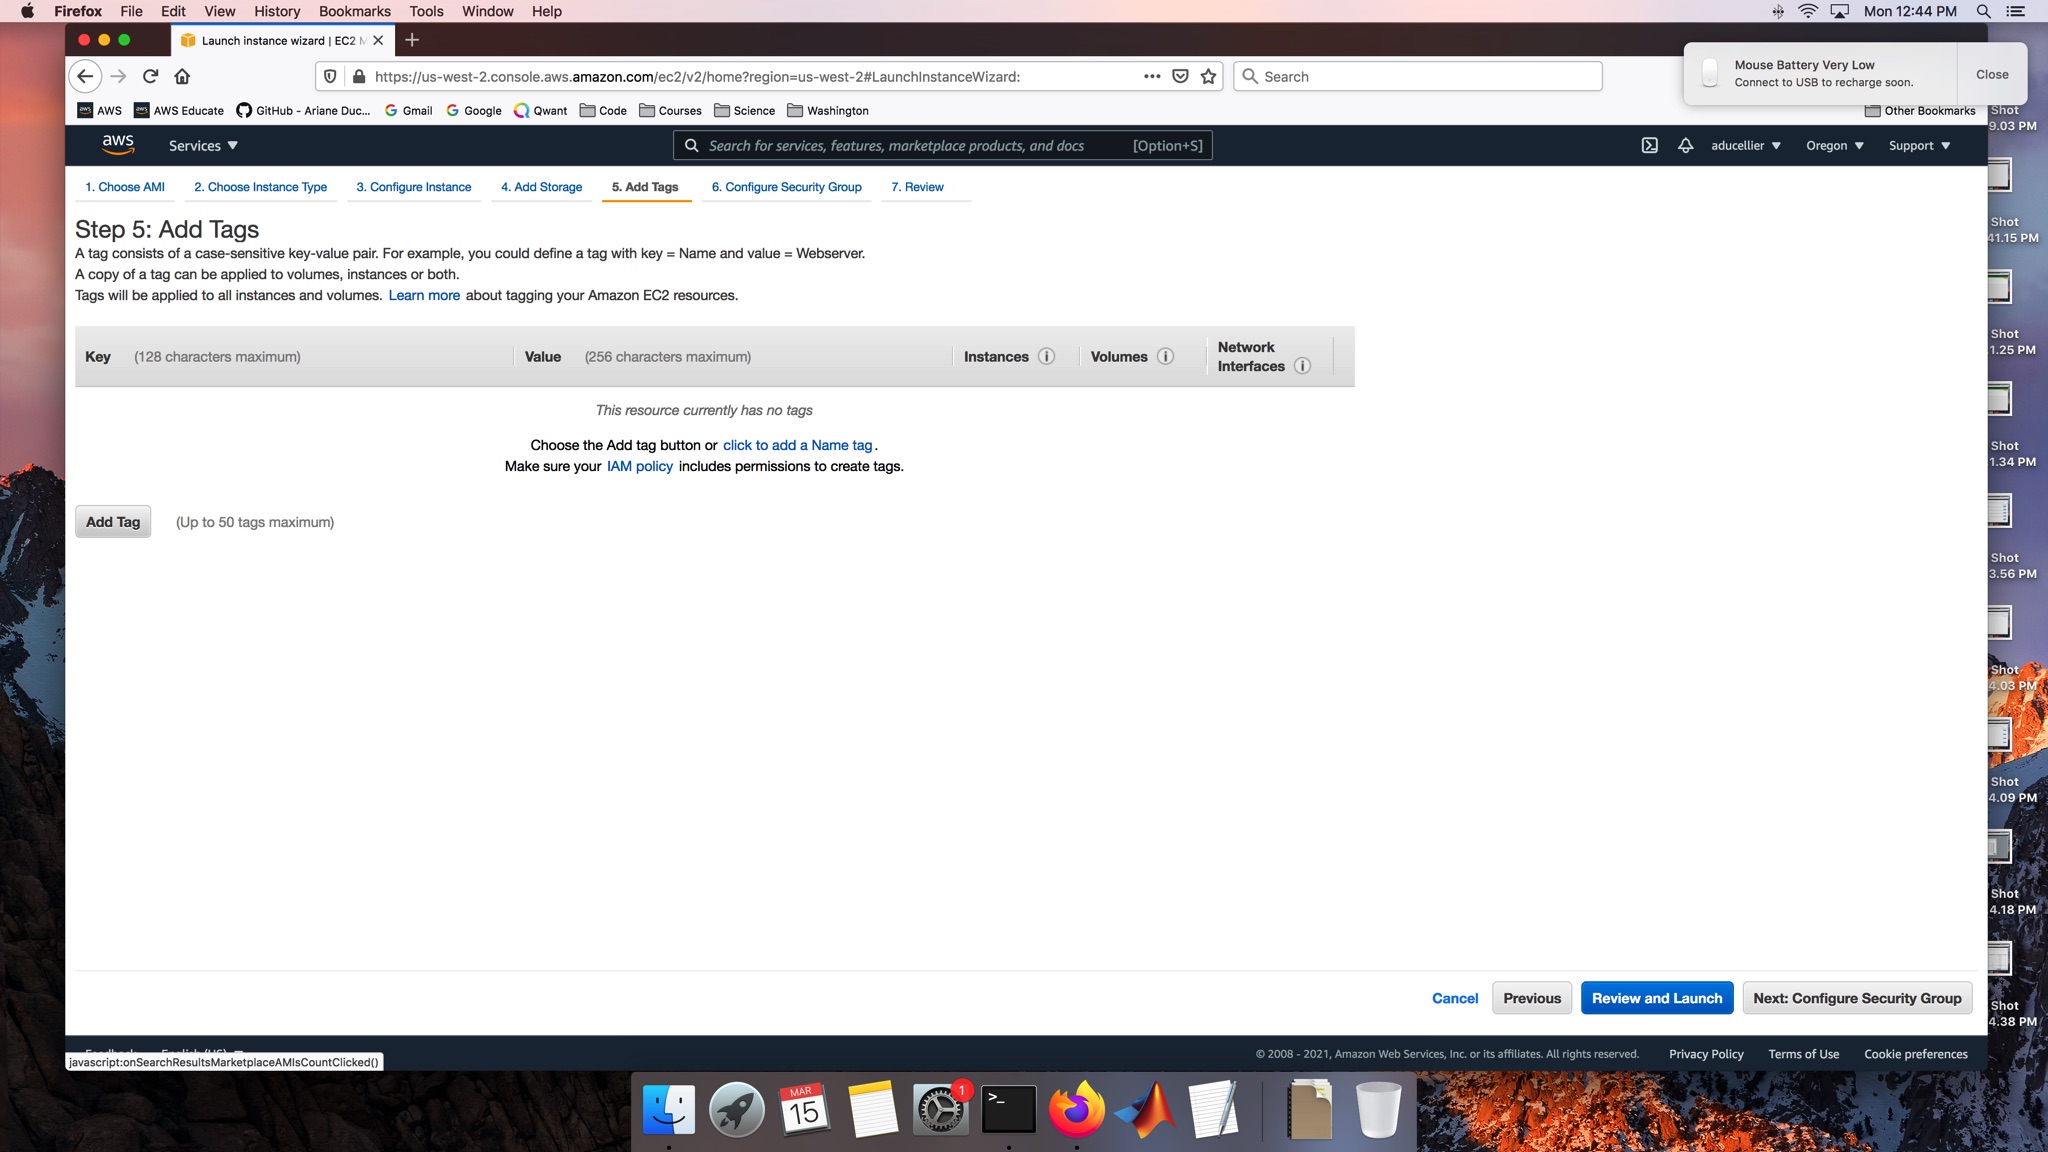 Firefox File Edit View History Bookmarks Tools Window Help
Mon 12:44 PM
Launch instance wizard | EC2 M
https://us-west-2.console.aws.amazon.com/ec2/v2/home?region=us-west-2#LaunchInstanceWizard:
Search
Mouse Battery Very Low
Connect to USB to recharge soon.
Close
AWS AWS Educate GitHub - Ariane Duc... Gmail Google Qwant Code Courses Science Washington
Other Bookmarks
aws Services
Search for services, features, marketplace products, and docs [Option+S]
aducellier Oregon Support
1. Choose AMI 2. Choose Instance Type 3. Configure Instance 4. Add Storage 5. Add Tags 6. Configure Security Group 7. Review
Step 5: Add Tags
A tag consists of a case-sensitive key-value pair. For example, you could define a tag with key = Name and value = Webserver.
A copy of a tag can be applied to volumes, instances or both.
Tags will be applied to all instances and volumes. Learn more about tagging your Amazon EC2 resources.
Key (128 characters maximum) Value (256 characters maximum) Instances Volumes Network
Interfaces
This resource currently has no tags
Choose the Add tag button or click to add a Name tag.
Make sure your IAM policy includes permissions to create tags.
Add Tag (Up to 50 tags maximum)
Cancel Previous Review and Launch Next: Configure Security Group
© 2008 - 2021, Amazon Web Services, Inc. or its affiliates. All rights reserved. Privacy Policy Terms of Use Cookie preferences
javascript:onSearchResultsMarketplaceAMIsCountClicked()
Shot
9.03 PM
Shot
41.15 PM
Shot
1.25 PM
Shot
1.34 PM
Shot
3.56 PM
Shot
4.03 PM
Shot
4.09 PM
Shot
4.18 PM
Shot
4.38 PM
MAR
15
1
>_